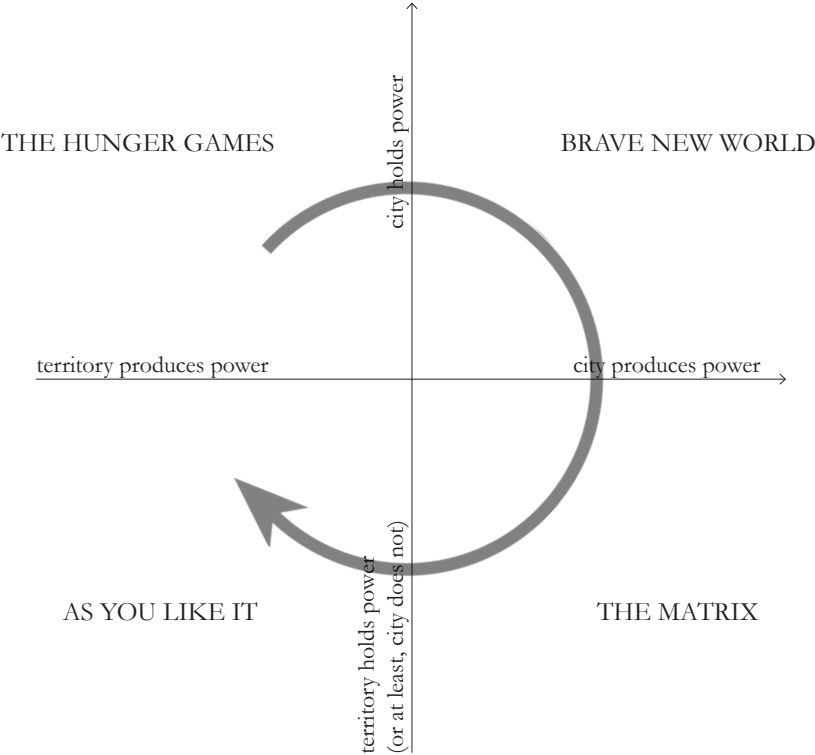 THE HUNGER GAMES
BRAVE NEW WORLD
city holds power
territory produces power
city produces power
territory holds power
(or at least, city does not)
AS YOU LIKE IT
THE MATRIX